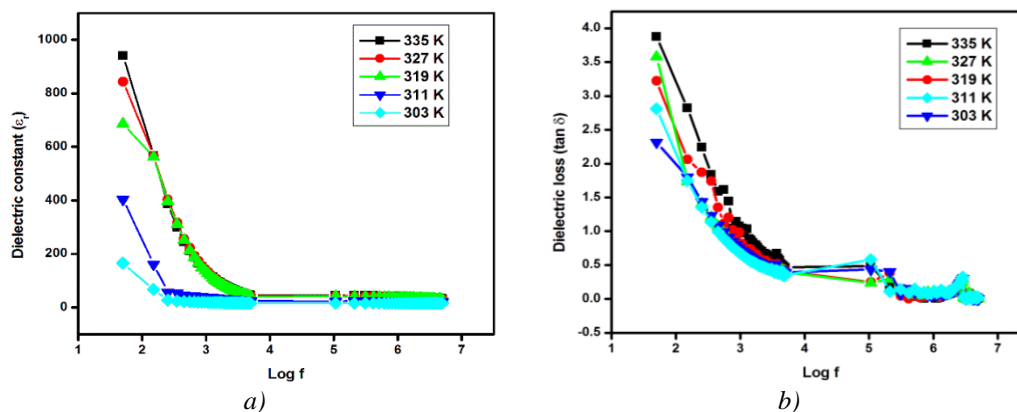 1000
800
600
400
200
0
Dielectric constant (εr)
335 K
327 K
319 K
311 K
303 K
1 2 3 4 5 6 7
Log f
a)
4.0
3.5
3.0
2.5
2.0
1.5
1.0
0.5
0.0
-0.5
Dielectric loss (tan δ)
335 K
327 K
319 K
311 K
303 K
1 2 3 4 5 6 7
Log f
b)